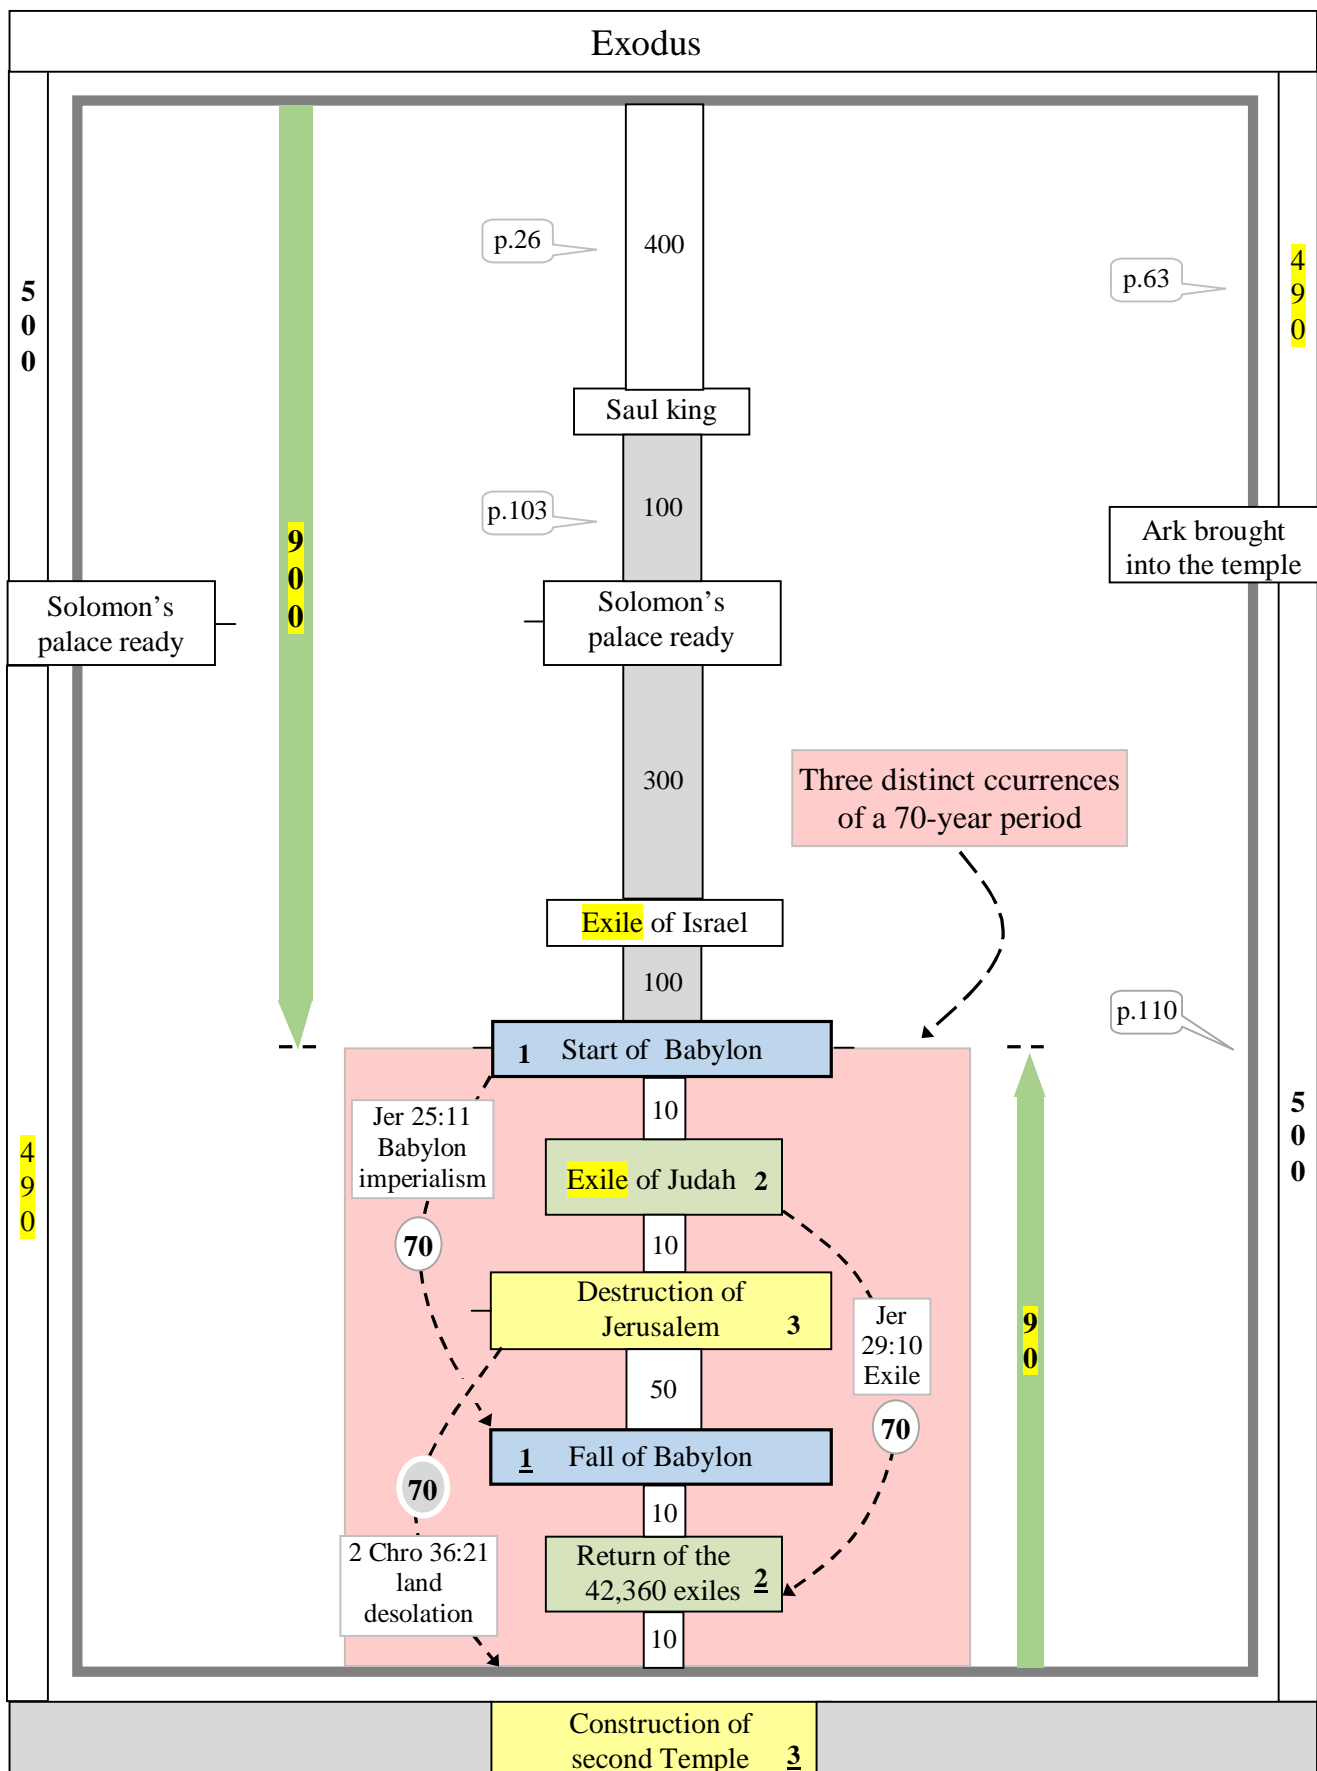 Exodus
p.26
400
p.63
5
0
0
4
9
0
Saul king
p.103
100
9
0
0
Ark brought
into the temple
Solomon’s
palace ready
Solomon’s
palace ready
300
Three distinct ccurrences
of a 70-year period
Exile of Israel
100
p.110
1 Start of Babylon
10
Jer 25:11
Babylon
imperialism
4
9
0
5
0
0
Exile of Judah 2
70
10
Destruction of
Jerusalem 3
Jer
29:10
Exile
9
0
50
70
1 Fall of Babylon
70
10
2 Chro 36:21
land
desolation
Return of the
42,360 exiles 2
10
Construction of
second Temple 3